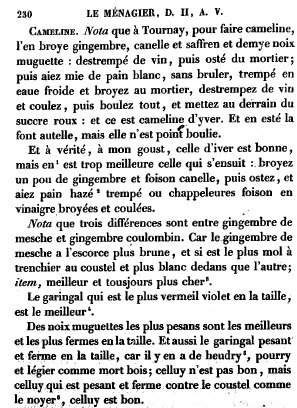 230 LE MÉNAGIER, D. II, A. V.
CAMELINE. Nota que à Tournay, pour faire cameline,
l'en broye gingembre, canelle et saffren et demye noix
muguette : destrempé de vin, puis osté du mortier;
puis aiez mie de pain blanc, sans bruler, trempé en
eaue froide et broyez au mortier, destrempez de vin
et coulez, puis boulez tout, et mettez au derrain du
succre roux : et ce est cameline d'yver. Et en esté la
font autelle, mais elle n'est point boulie.
Et à vérité, à mon goust, celle d'iver est bonne,
mais en¹ est trop meilleure celle qui s'ensuit : broyez
un pou de gingembre et foison canelle, puis ostez, et
aiez pain hazé² trempé ou chappeleures foison en
vinaigre broyées et coulées.
Nota que trois différences sont entre gingembre de
mesche et gingembre coulombin. Car le gingembre de
mesche a l'escorce plus brune, et si est le plus mol à
trenchier au coustel et plus blanc dedans que l'autre;
item, meilleur et tousjours plus cher³.
Le garingal qui est le plus vermeil violet en la taille,
est le meilleur⁴.
Des noix muguettes les plus pesans sont les meilleurs
et les plus fermes en la taille. Et aussi le garingal pesant
et ferme en la taille, car il y en a de heudry⁵, pourry
et légier comme mort bois; celluy n'est pas bon, mais
celluy qui est pesant et ferme contre le coustel comme
le noyer⁶, celluy est bon.